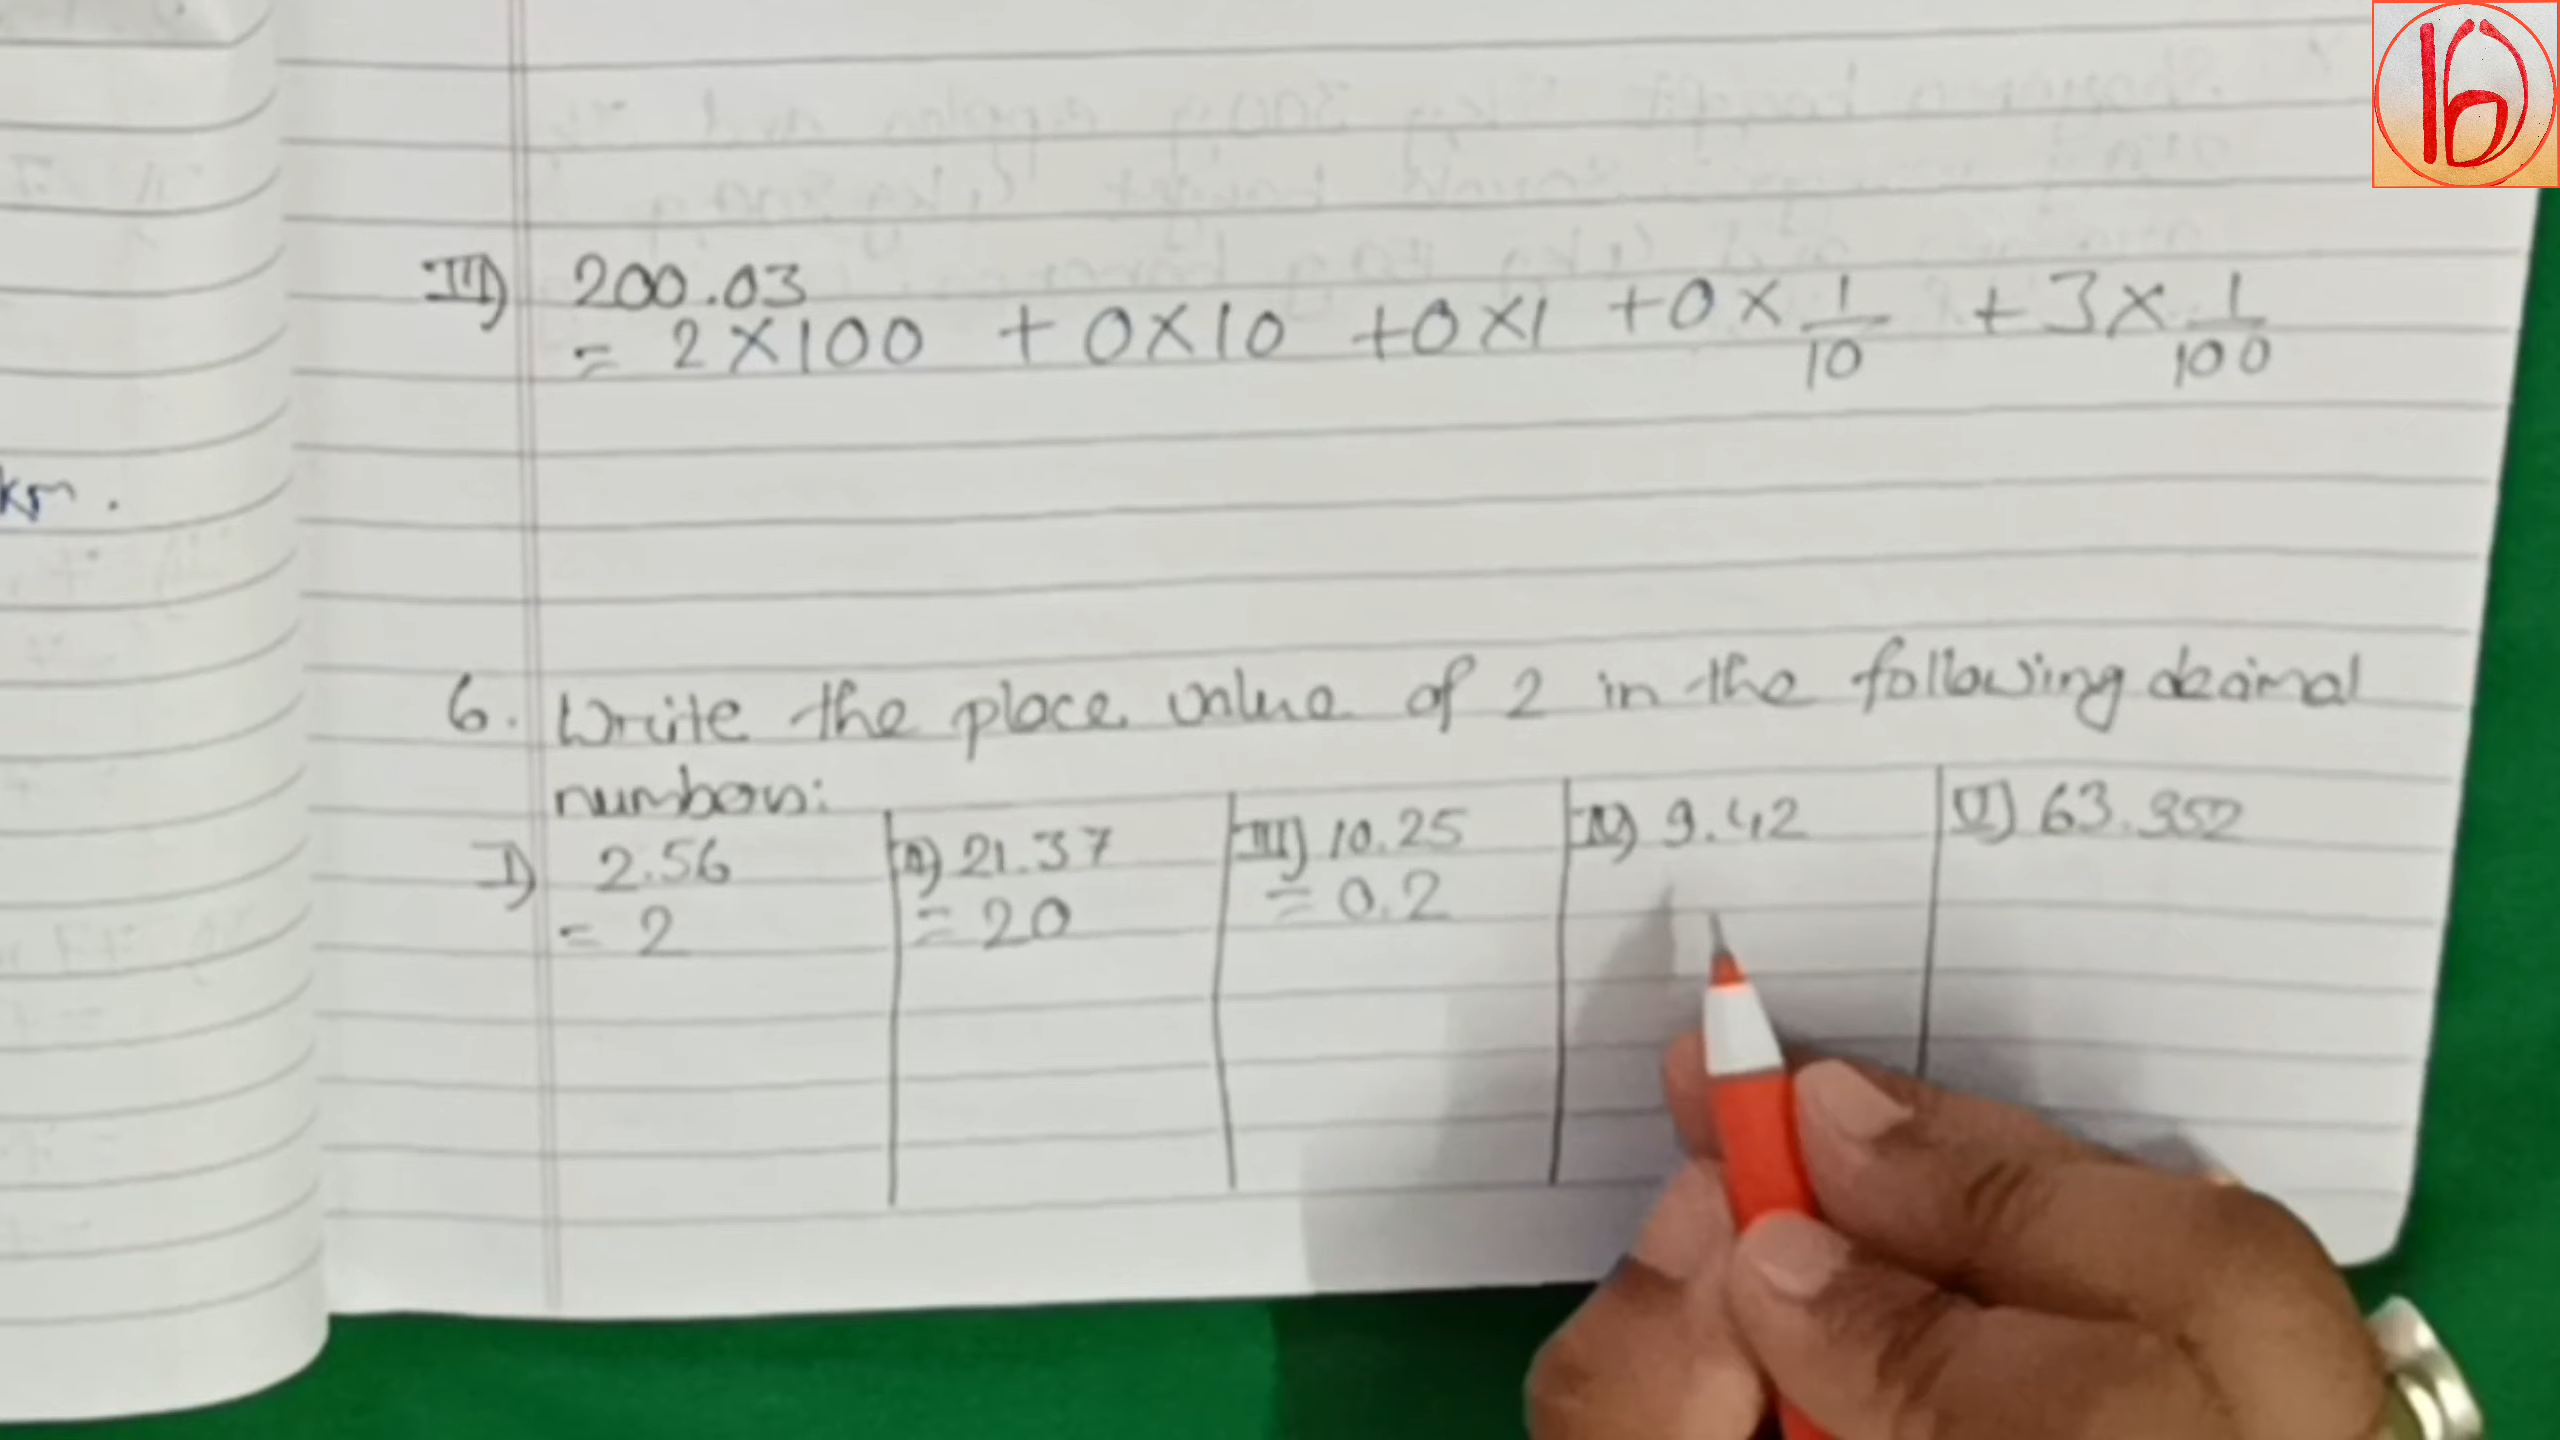 III) 200.03
= 2 × 100 + 0 × 10 + 0 × 1 + 0 × 1/10 + 3 × 1/100
km.
6. Write the place value of 2 in the following decimal
numbers:
I) 2.56 II) 21.37 III) 10.25 IV) 9.42 V) 63.352
= 2 = 20 = 0.2